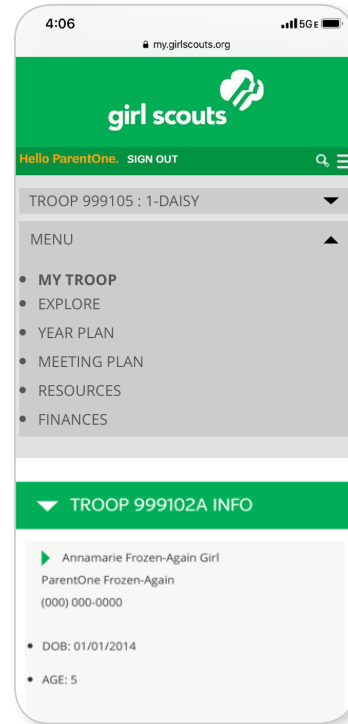 4:06
5G E
my.girlscouts.org
girl scouts
Hello ParentOne. SIGN OUT
TROOP 999105 : 1-DAISY
MENU
MY TROOP
EXPLORE
YEAR PLAN
MEETING PLAN
RESOURCES
FINANCES
TROOP 999102A INFO
Annamarie Frozen-Again Girl
ParentOne Frozen-Again
(000) 000-0000
DOB: 01/01/2014
AGE: 5